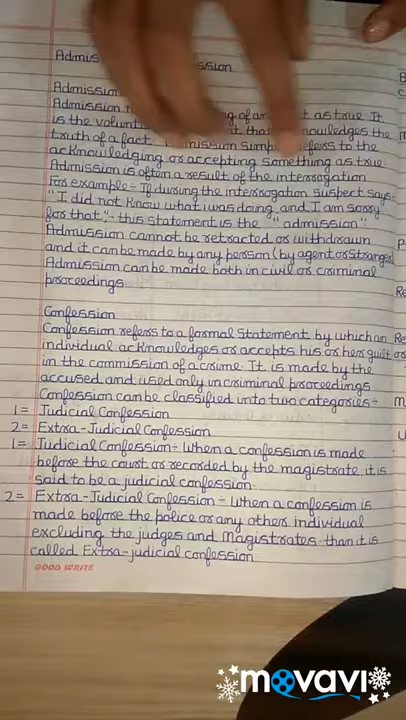 Admis ssion
Admission
Admission of an t as true. It
is the volunt t that nowledges the
truth of a fact mission simp refers to the
acknowledging or accepting something as true.
Admission is often a result of the interrogation
For example - If during the interrogation suspect says-
"I did not know what i was doing, and I am sorry
for that" - this statement is the "admission"
Admission cannot be retracted or withdrawn
and it can be made by any person (by agent or stranger)
Admission can be made both in civil or criminal
proceedings
Confession
Confession refers to a formal statement by which an
individual acknowledges or accepts his or her guilt
in the commission of a crime. It is made by the
accused and used only in criminal proceedings
Confession can be classified into two categories -
1= Judicial Confession
2= Extra-Judicial Confession
1= Judicial Confession - When a confession is made
before the court or recorded by the magistrate, it is
said to be a judicial confession.
2= Extra-Judicial Confession - When a confession is
made before the police or any other individual
excluding the judges and Magistrates than it is
called Extra-judicial confession
GOOD WRITE
movavi